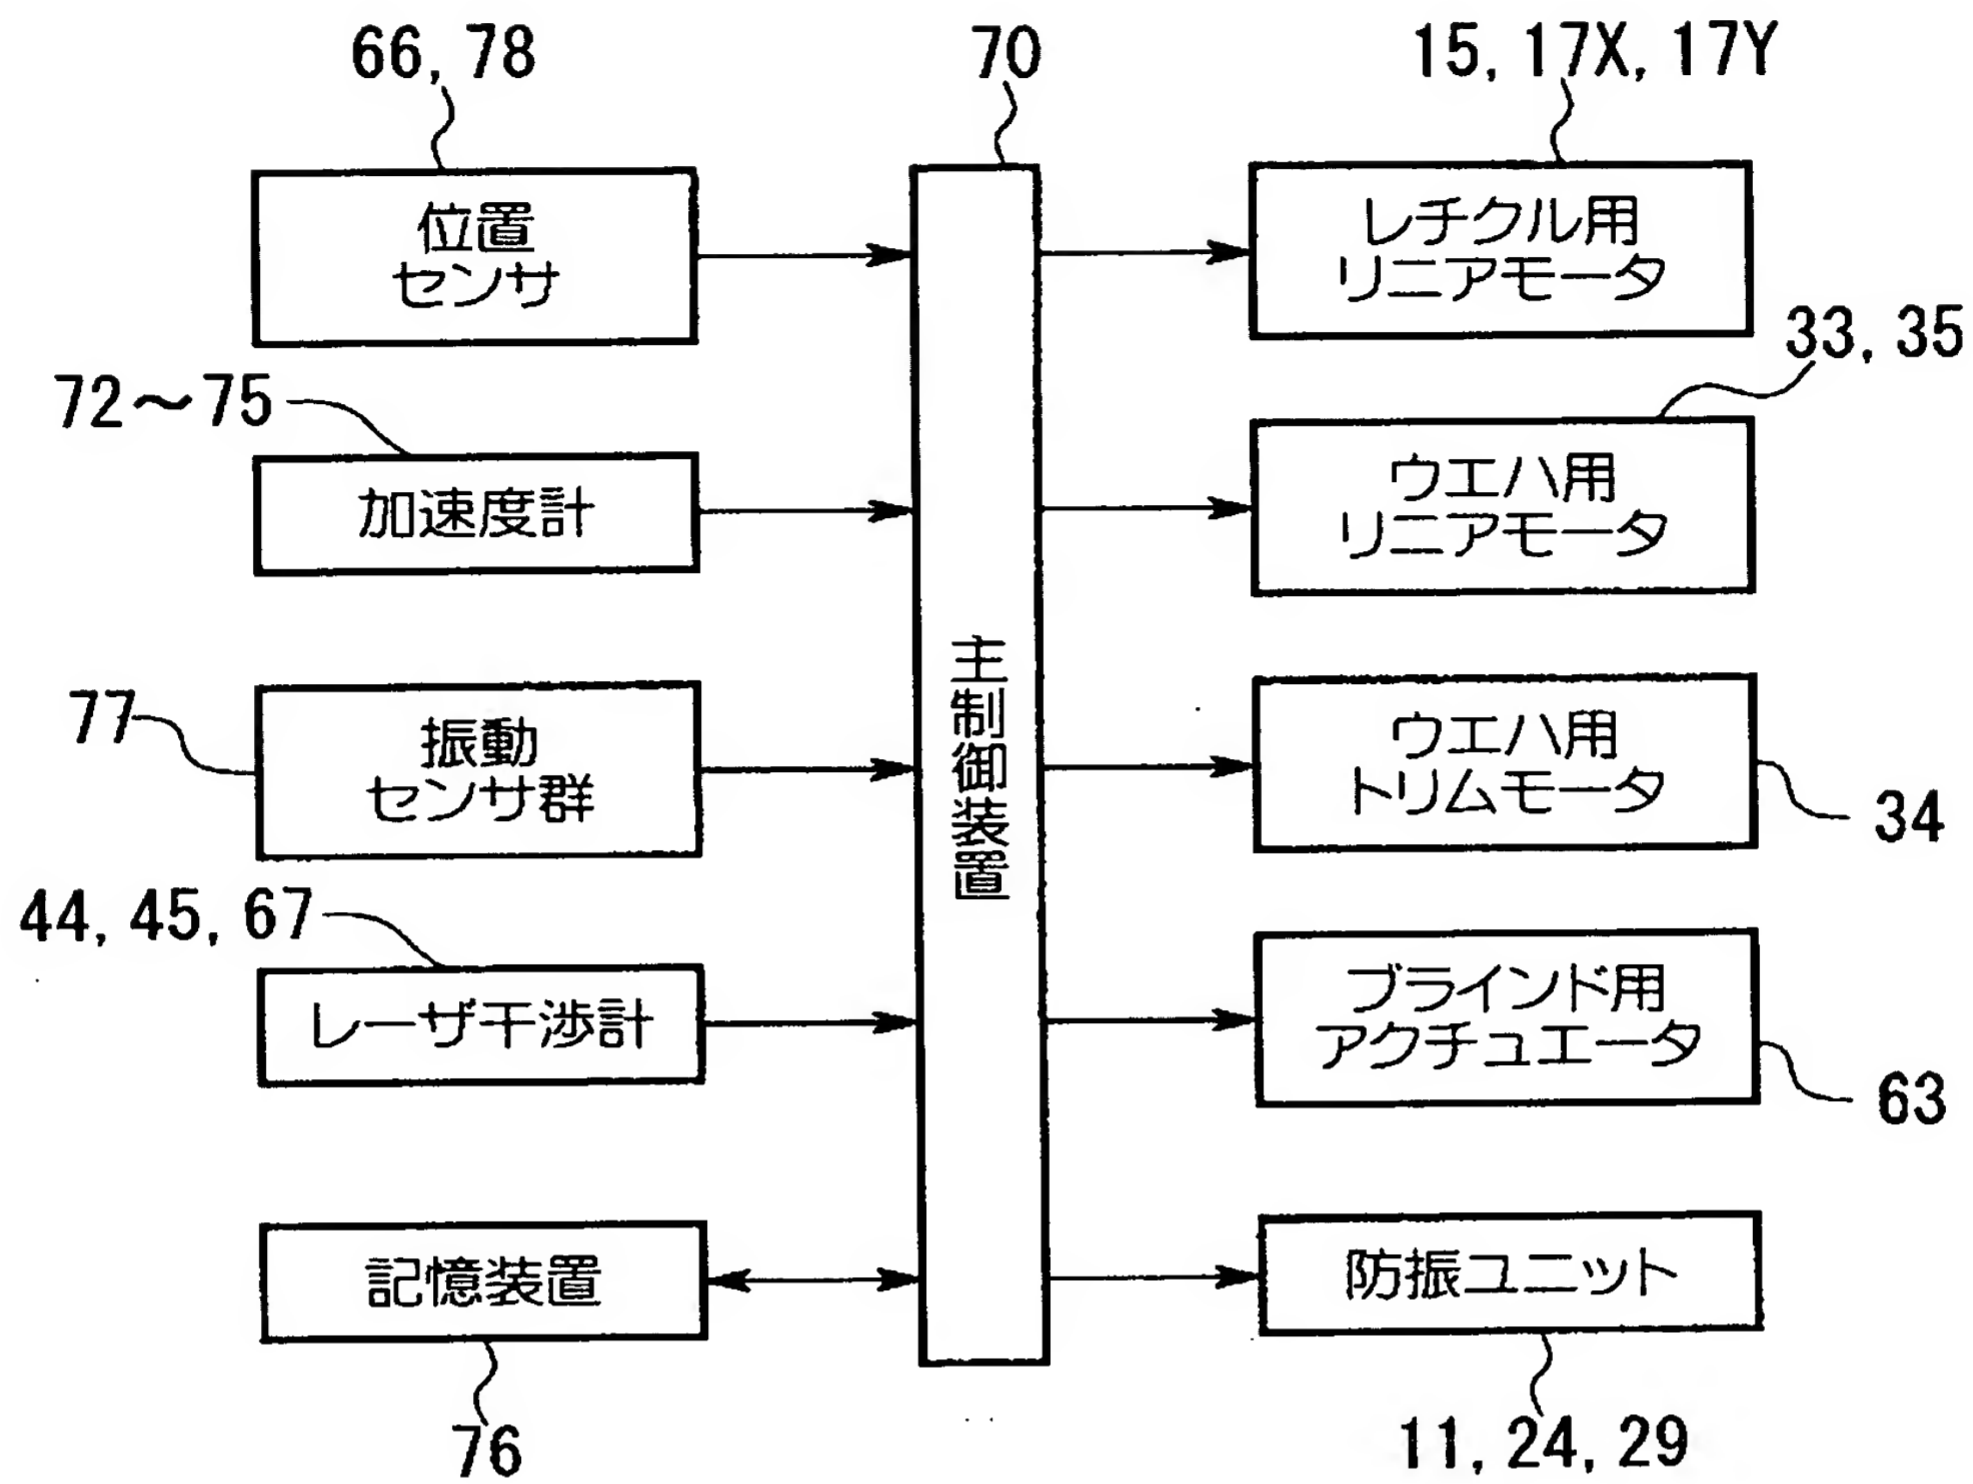 66, 78
70
15, 17X, 17Y
位置
センサ
レチクル用
リニアモータ
33, 35
72～75
加速度計
ウエハ用
リニアモータ
77
振動
センサ群
主制御装置
ウエハ用
トリムモータ
34
44, 45, 67
レーザ干渉計
ブラインド用
アクチュエータ
63
記憶装置
防振ユニット
76
11, 24, 29